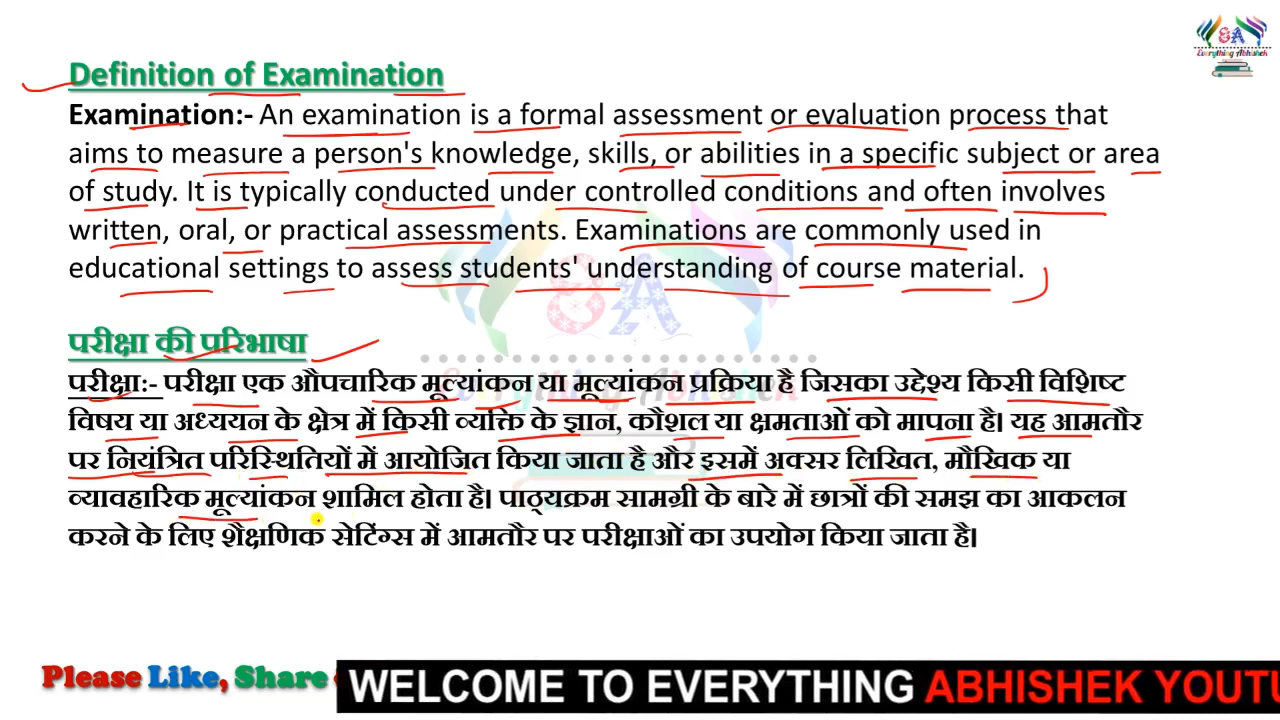 &A
Everything Abhishek
Definition of Examination
Examination:- An examination is a formal assessment or evaluation process that
aims to measure a person's knowledge, skills, or abilities in a specific subject or area
of study. It is typically conducted under controlled conditions and often involves
written, oral, or practical assessments. Examinations are commonly used in
educational settings to assess students' understanding of course material.
&A
परीक्षा की परिभाषा
Everything Abhishek
परीक्षा:- परीक्षा एक औपचारिक मूल्यांकन या मूल्यांकन प्रक्रिया है जिसका उद्देश्य किसी विशिष्ट
विषय या अध्ययन के क्षेत्र में किसी व्यक्ति के ज्ञान, कौशल या क्षमताओं को मापना है। यह आमतौर
पर नियंत्रित परिस्थितियों में आयोजित किया जाता है और इसमें अक्सर लिखित, मौखिक या
व्यावहारिक मूल्यांकन शामिल होता है। पाठ्यक्रम सामग्री के बारे में छात्रों की समझ का आकलन
करने के लिए शैक्षणिक सेटिंग्स में आमतौर पर परीक्षाओं का उपयोग किया जाता है।
Please Like, Share
WELCOME TO EVERYTHING ABHISHEK YOUTU